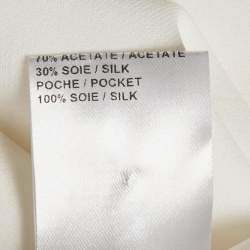 70% ACETATE / ACETATE
30% SOIE / SILK
POCHE / POCKET
100% SOIE / SILK